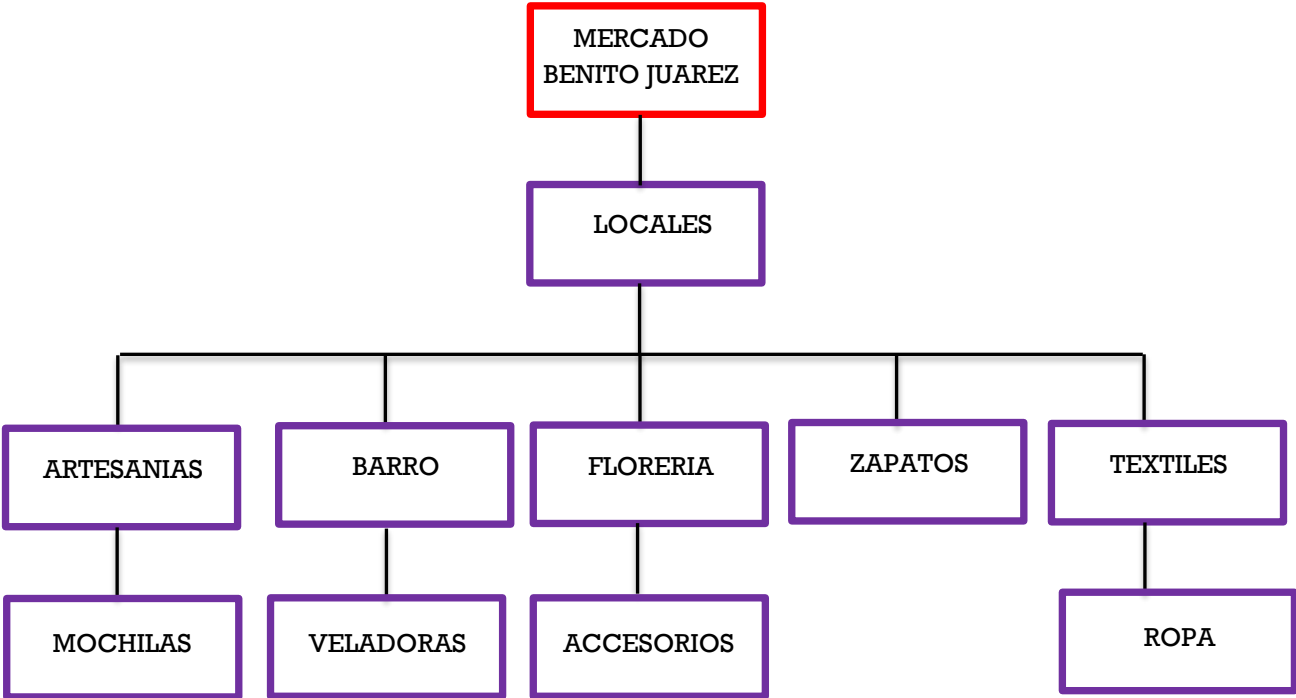 MERCADO
BENITO JUAREZ
LOCALES
ARTESANIAS
BARRO
FLORERIA
ZAPATOS
TEXTILES
MOCHILAS
VELADORAS
ACCESORIOS
ROPA